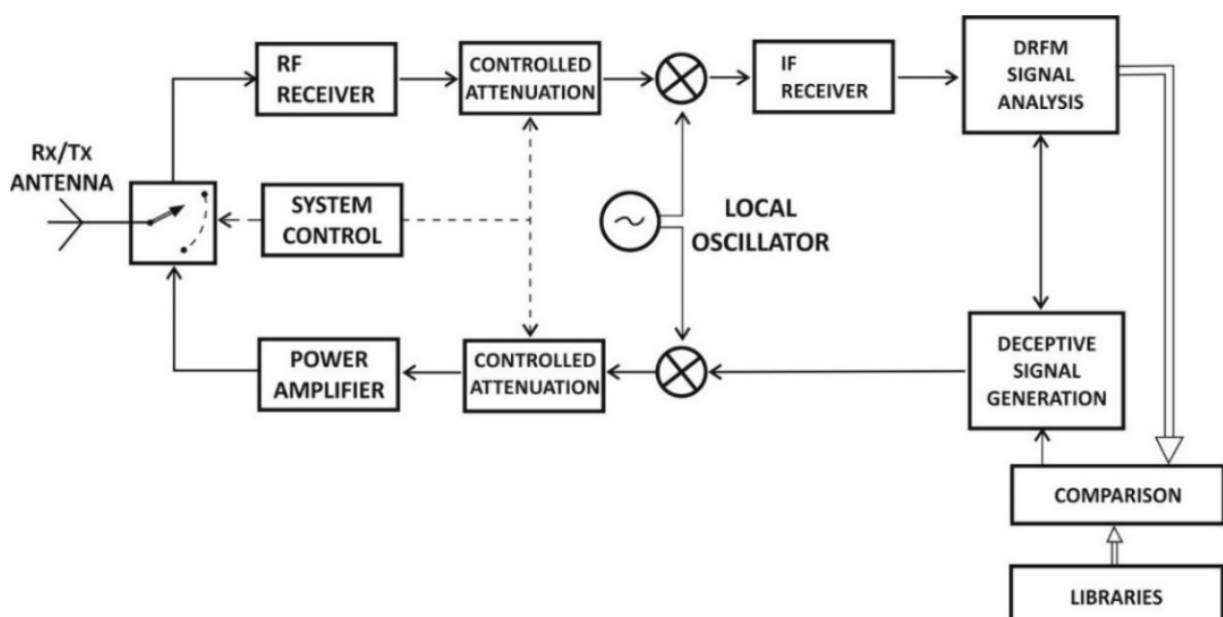 RF
RECEIVER
CONTROLLED
ATTENUATION
IF
RECEIVER
DRFM
SIGNAL
ANALYSIS
Rx/Tx
ANTENNA
SYSTEM
CONTROL
LOCAL
OSCILLATOR
POWER
AMPLIFIER
CONTROLLED
ATTENUATION
DECEPTIVE
SIGNAL
GENERATION
COMPARISON
LIBRARIES